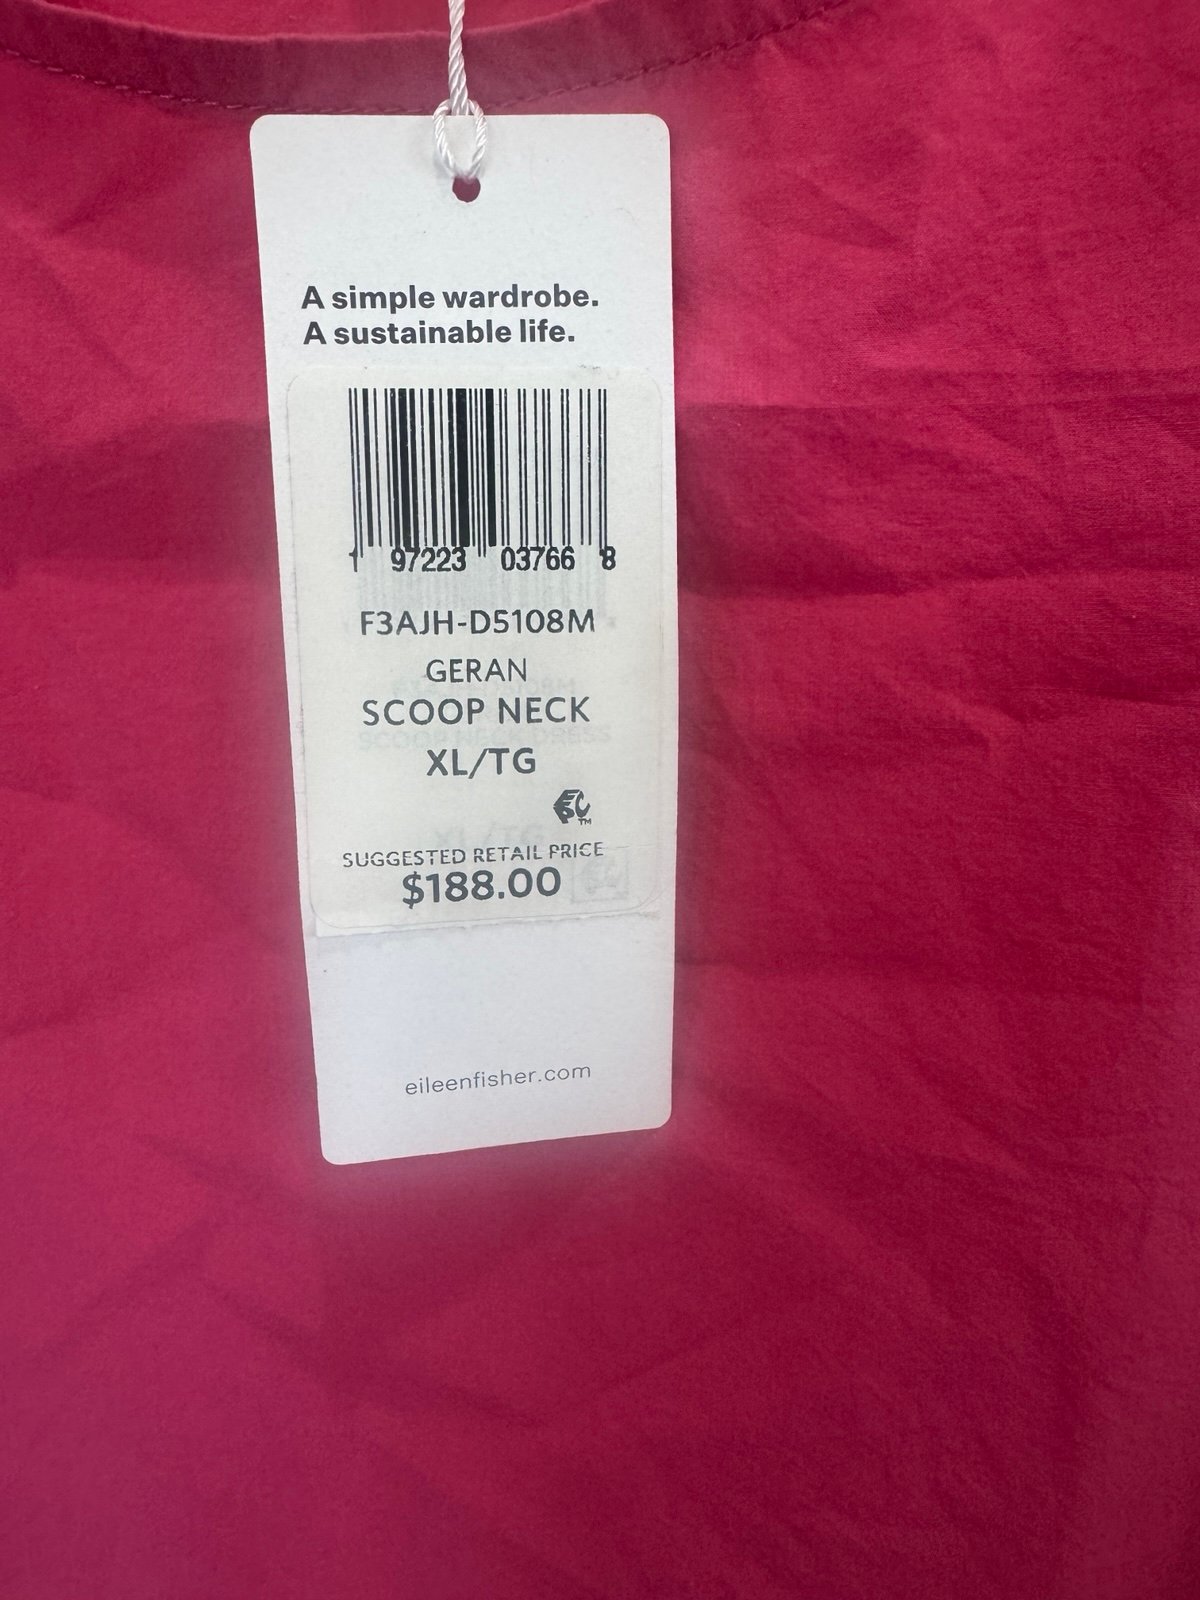 A simple wardrobe.
A sustainable life.
1 97223 03766 8
F3AJH-D5108M
GERAN
SCOOP NECK
XL/TG
TM
SUGGESTED RETAIL PRICE
$188.00
eileenfisher.com